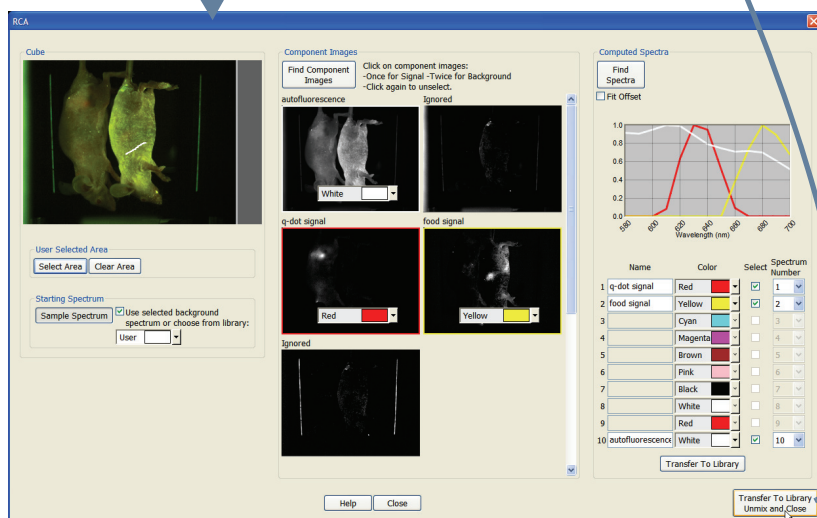 RCA
Cube
User Selected Area
Select Area Clear Area
Starting Spectrum
Sample Spectrum
Use selected background
spectrum or choose from library:
User
Component Images
Find Component
Images
Click on component images:
-Once for Signal -Twice for Background
-Click again to unselect.
autofluorescence Ignored
White
q-dot signal food signal
Red Yellow
Ignored
Computed Spectra
Find
Spectra
Fit Offset
1.0
0.8
0.6
0.4
0.2
0.0
580 600 620 640 660 680 700
Wavelength (nm)
Name Color Select Spectrum
Number
1 q-dot signal Red 1
2 food signal Yellow 2
3 Cyan 3
4 Magenta 4
5 Brown 5
6 Pink 6
7 Black 7
8 White 8
9 Red 9
10 autofluorescence White 10
Transfer To Library
Help Close
Transfer To Library
Unmix and Close